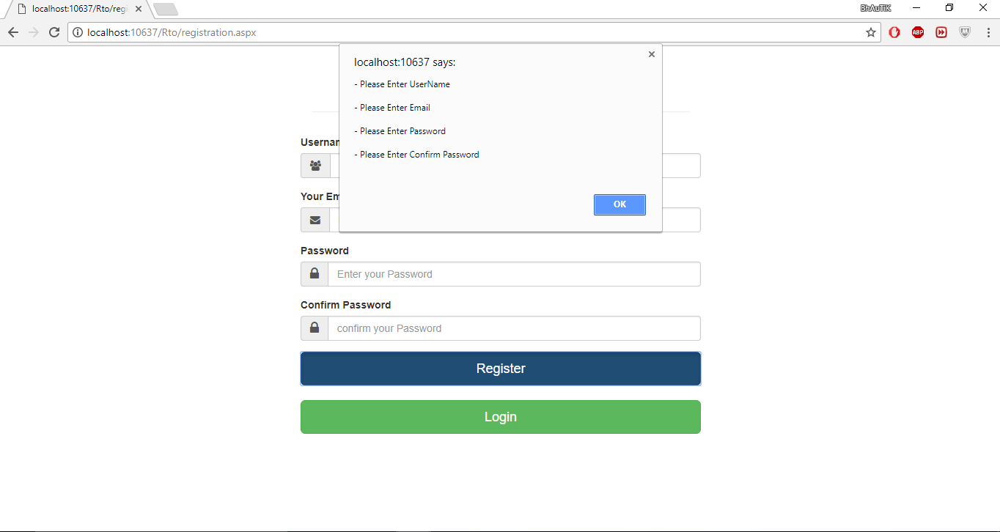 localhost:10637/Rto/regi
BhAuTiK
localhost:10637/Rto/registration.aspx
ABP
localhost:10637 says:
- Please Enter UserName
- Please Enter Email
- Please Enter Password
- Please Enter Confirm Password
OK
Usernam
Your Em
Password
Enter your Password
Confirm Password
confirm your Password
Register
Login